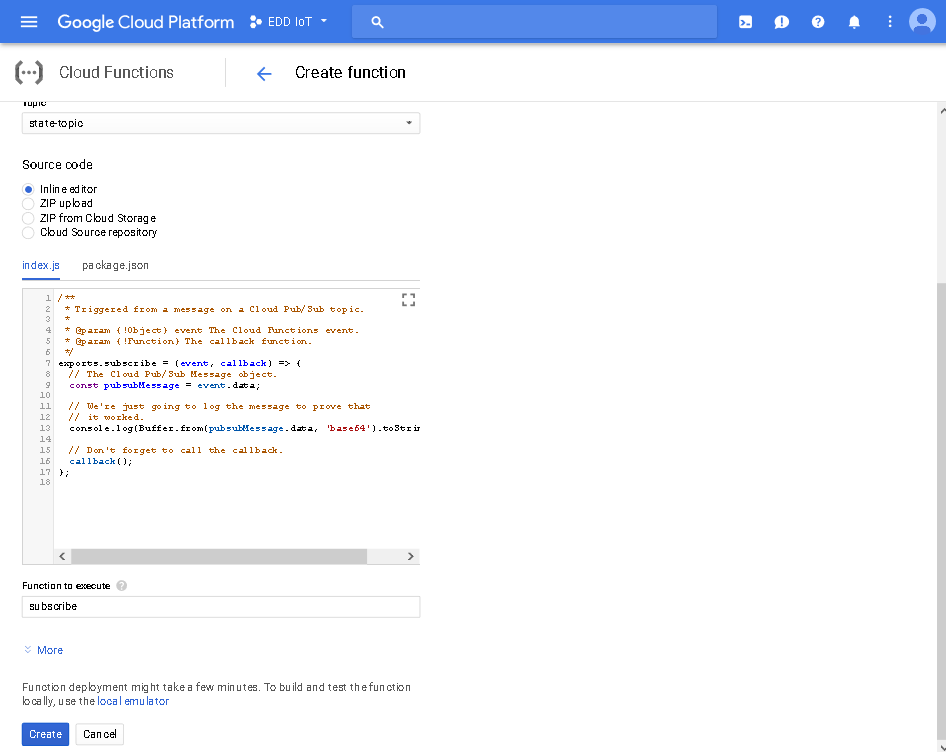 Google Cloud Platform EDD IoT
Cloud Functions Create function
Topic
state-topic
Source code
Inline editor
ZIP upload
ZIP from Cloud Storage
Cloud Source repository
index.js package.json
1 /**
2 * Triggered from a message on a Cloud Pub/Sub topic.
3 *
4 * @param {!Object} event The Cloud Functions event.
5 * @param {!Function} The callback function.
6 */
7 exports.subscribe = (event, callback) => {
8 // The Cloud Pub/Sub Message object.
9 const pubsubMessage = event.data;
10
11 // We're just going to log the message to prove that
12 // it worked.
13 console.log(Buffer.from(pubsubMessage.data, 'base64').toStrin
14
15 // Don't forget to call the callback.
16 callback();
17 };
18
Function to execute
subscribe
More
Function deployment might take a few minutes. To build and test the function
locally, use the local emulator
Create Cancel